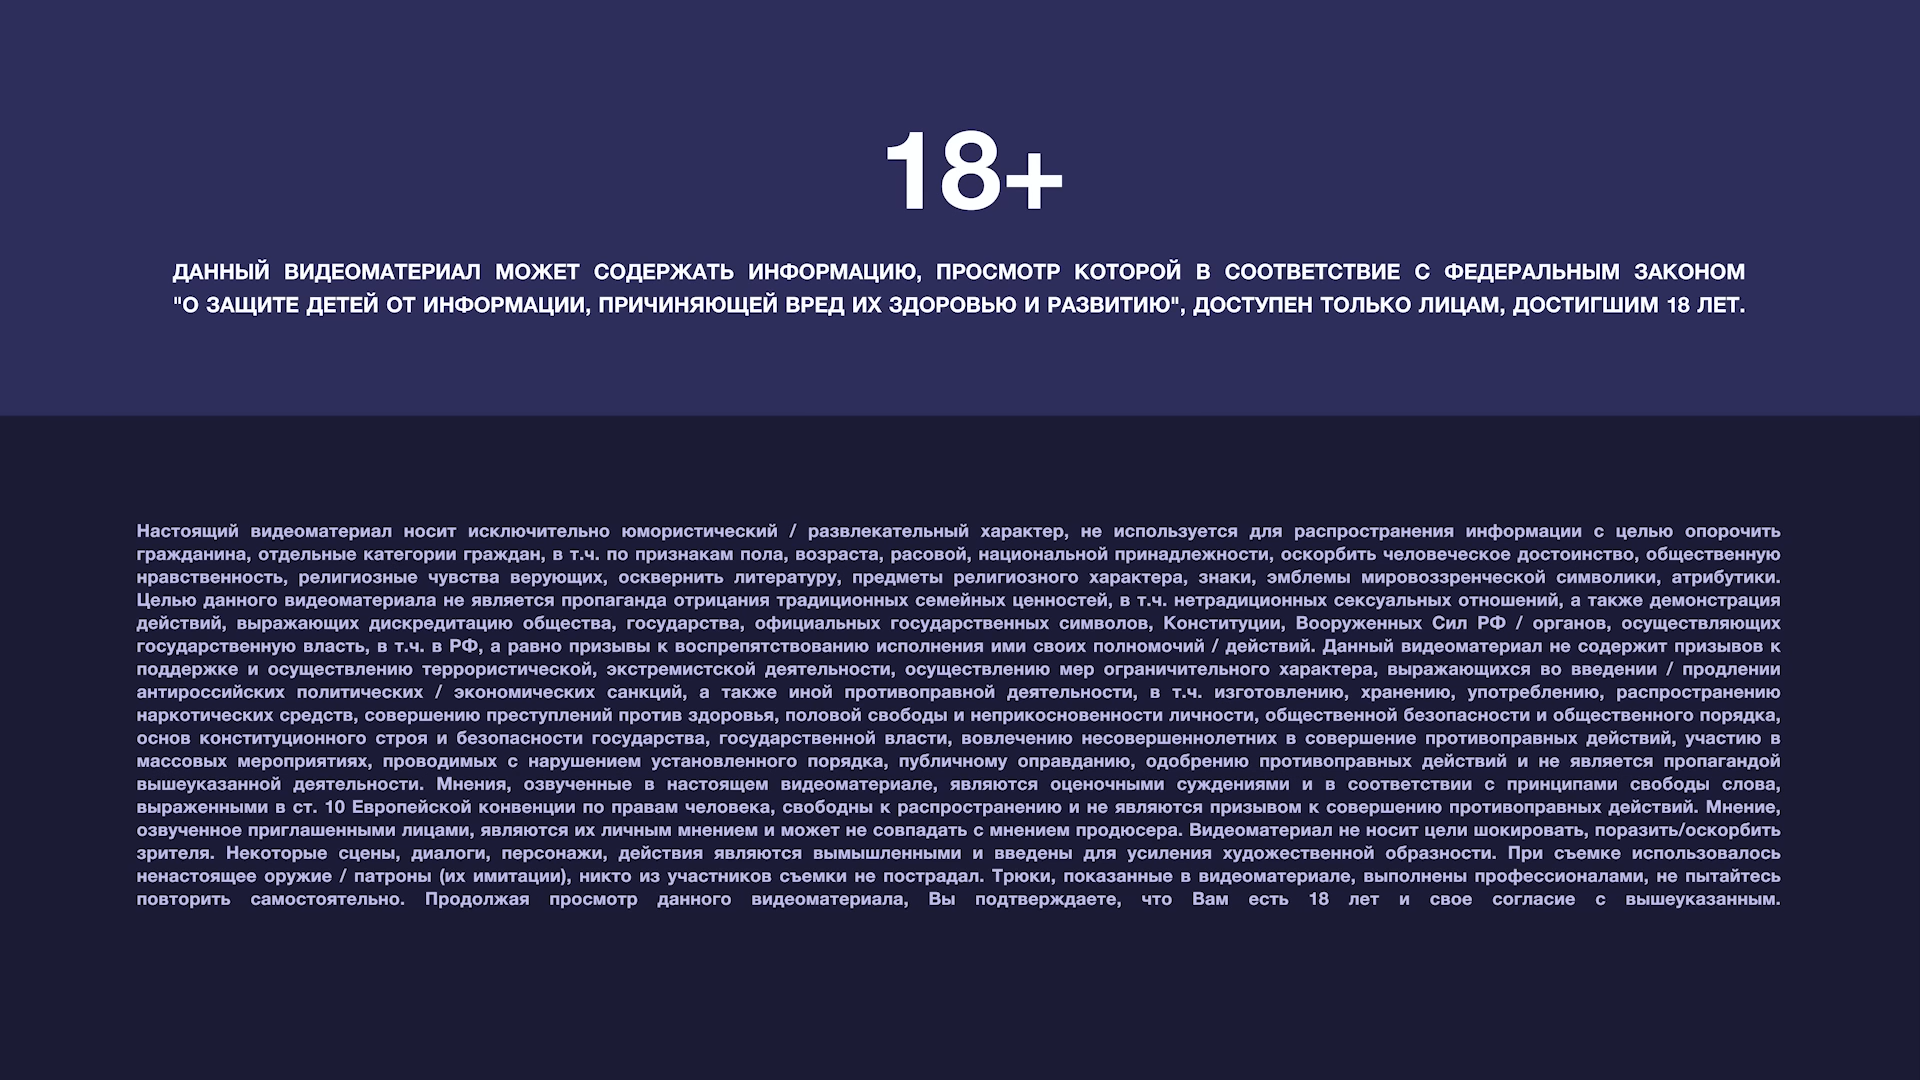 18+
ДАННЫЙ ВИДЕОМАТЕРИАЛ МОЖЕТ СОДЕРЖАТЬ ИНФОРМАЦИЮ, ПРОСМОТР КОТОРОЙ В СООТВЕТСТВИЕ С ФЕДЕРАЛЬНЫМ ЗАКОНОМ
"О ЗАЩИТЕ ДЕТЕЙ ОТ ИНФОРМАЦИИ, ПРИЧИНЯЮЩЕЙ ВРЕД ИХ ЗДОРОВЬЮ И РАЗВИТИЮ", ДОСТУПЕН ТОЛЬКО ЛИЦАМ, ДОСТИГШИМ 18 ЛЕТ.
Настоящий видеоматериал носит исключительно юмористический / развлекательный характер, не используется для распространения информации с целью опорочить
гражданина, отдельные категории граждан, в т.ч. по признакам пола, возраста, расовой, национальной принадлежности, оскорбить человеческое достоинство, общественную
нравственность, религиозные чувства верующих, осквернить литературу, предметы религиозного характера, знаки, эмблемы мировоззренческой символики, атрибутики.
Целью данного видеоматериала не является пропаганда отрицания традиционных семейных ценностей, в т.ч. нетрадиционных сексуальных отношений, а также демонстрация
действий, выражающих дискредитацию общества, государства, официальных государственных символов, Конституции, Вооруженных Сил РФ / органов, осуществляющих
государственную власть, в т.ч. в РФ, а равно призывы к воспрепятствованию исполнения ими своих полномочий / действий. Данный видеоматериал не содержит призывов к
поддержке и осуществлению террористической, экстремистской деятельности, осуществлению мер ограничительного характера, выражающихся во введении / продлении
антироссийских политических / экономических санкций, а также иной противоправной деятельности, в т.ч. изготовлению, хранению, употреблению, распространению
наркотических средств, совершению преступлений против здоровья, половой свободы и неприкосновенности личности, общественной безопасности и общественного порядка,
основ конституционного строя и безопасности государства, государственной власти, вовлечению несовершеннолетних в совершение противоправных действий, участию в
массовых мероприятиях, проводимых с нарушением установленного порядка, публичному оправданию, одобрению противоправных действий и не является пропагандой
вышеуказанной деятельности. Мнения, озвученные в настоящем видеоматериале, являются оценочными суждениями и в соответствии с принципами свободы слова,
выраженными в ст. 10 Европейской конвенции по правам человека, свободны к распространению и не являются призывом к совершению противоправных действий. Мнение,
озвученное приглашенными лицами, являются их личным мнением и может не совпадать с мнением продюсера. Видеоматериал не носит цели шокировать, поразить/оскорбить
зрителя. Некоторые сцены, диалоги, персонажи, действия являются вымышленными и введены для усиления художественной образности. При съемке использовалось
ненастоящее оружие / патроны (их имитации), никто из участников съемки не пострадал. Трюки, показанные в видеоматериале, выполнены профессионалами, не пытайтесь
повторить самостоятельно. Продолжая просмотр данного видеоматериала, Вы подтверждаете, что Вам есть 18 лет и свое согласие с вышеуказанным.